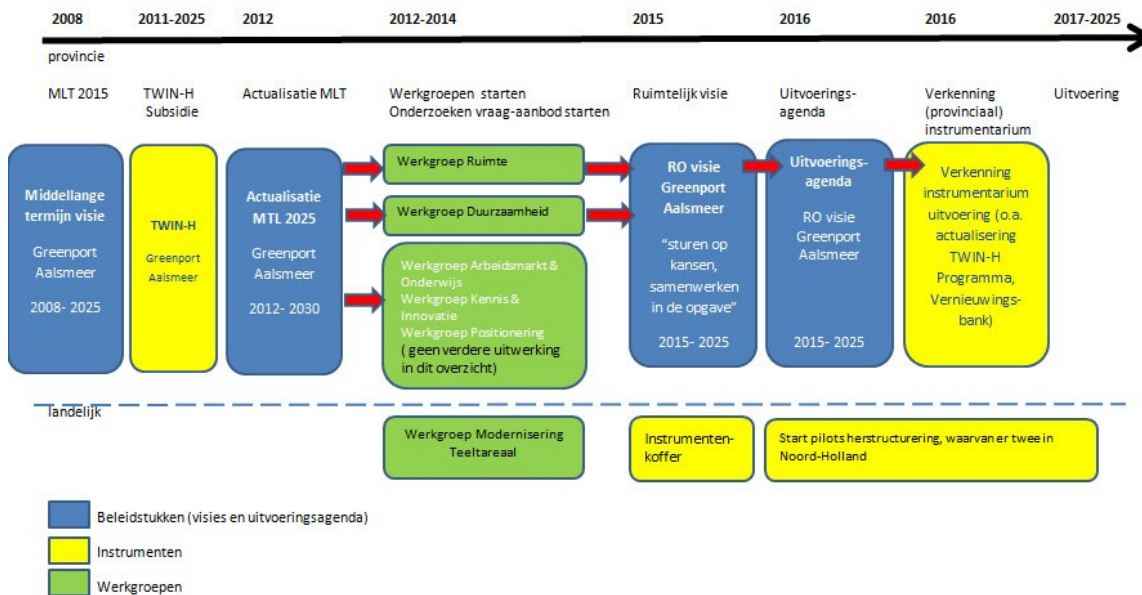 2008
2011-2025
2012
2012-2014
2015
2016
2016
2017-2025
provincie
MLT 2015
TWIN-H
Subsidie
Actualisatie MLT
Werkgroepen starten
Onderzoeken vraag-aanbod starten
Ruimtelijk visie
Uitvoerings-
agenda
Verkenning
(provinciaal)
instrumentarium
Uitvoering
Middellange
termijn visie
Greenport
Aalsmeer
2008- 2025
TWIN-H
Greenport
Aalsmeer
Actualisatie
MTL 2025
Greenport
Aalsmeer
2012- 2030
Werkgroep Ruimte
Werkgroep Duurzaamheid
Werkgroep Arbeidsmarkt &
Onderwijs
Werkgroep Kennis &
Innovatie
Werkgroep Positionering
( geen verdere uitwerking
in dit overzicht)
RO visie
Greenport
Aalsmeer
“sturen op
kansen,
samenwerken
in de opgave”
2015- 2025
Uitvoerings-
agenda
RO visie
Greenport
Aalsmeer
2015- 2025
Verkenning
instrumentarium
uitvoering (o.a.
actualisering
TWIN-H
Programma,
Vernieuwings-
bank)
landelijk
Werkgroep Modernisering
Teeltareaal
Instrumenten-
koffer
Start pilots herstructurering, waarvan er twee in
Noord-Holland
Beleidstukken (visies en uitvoeringsagenda)
Instrumenten
Werkgroepen